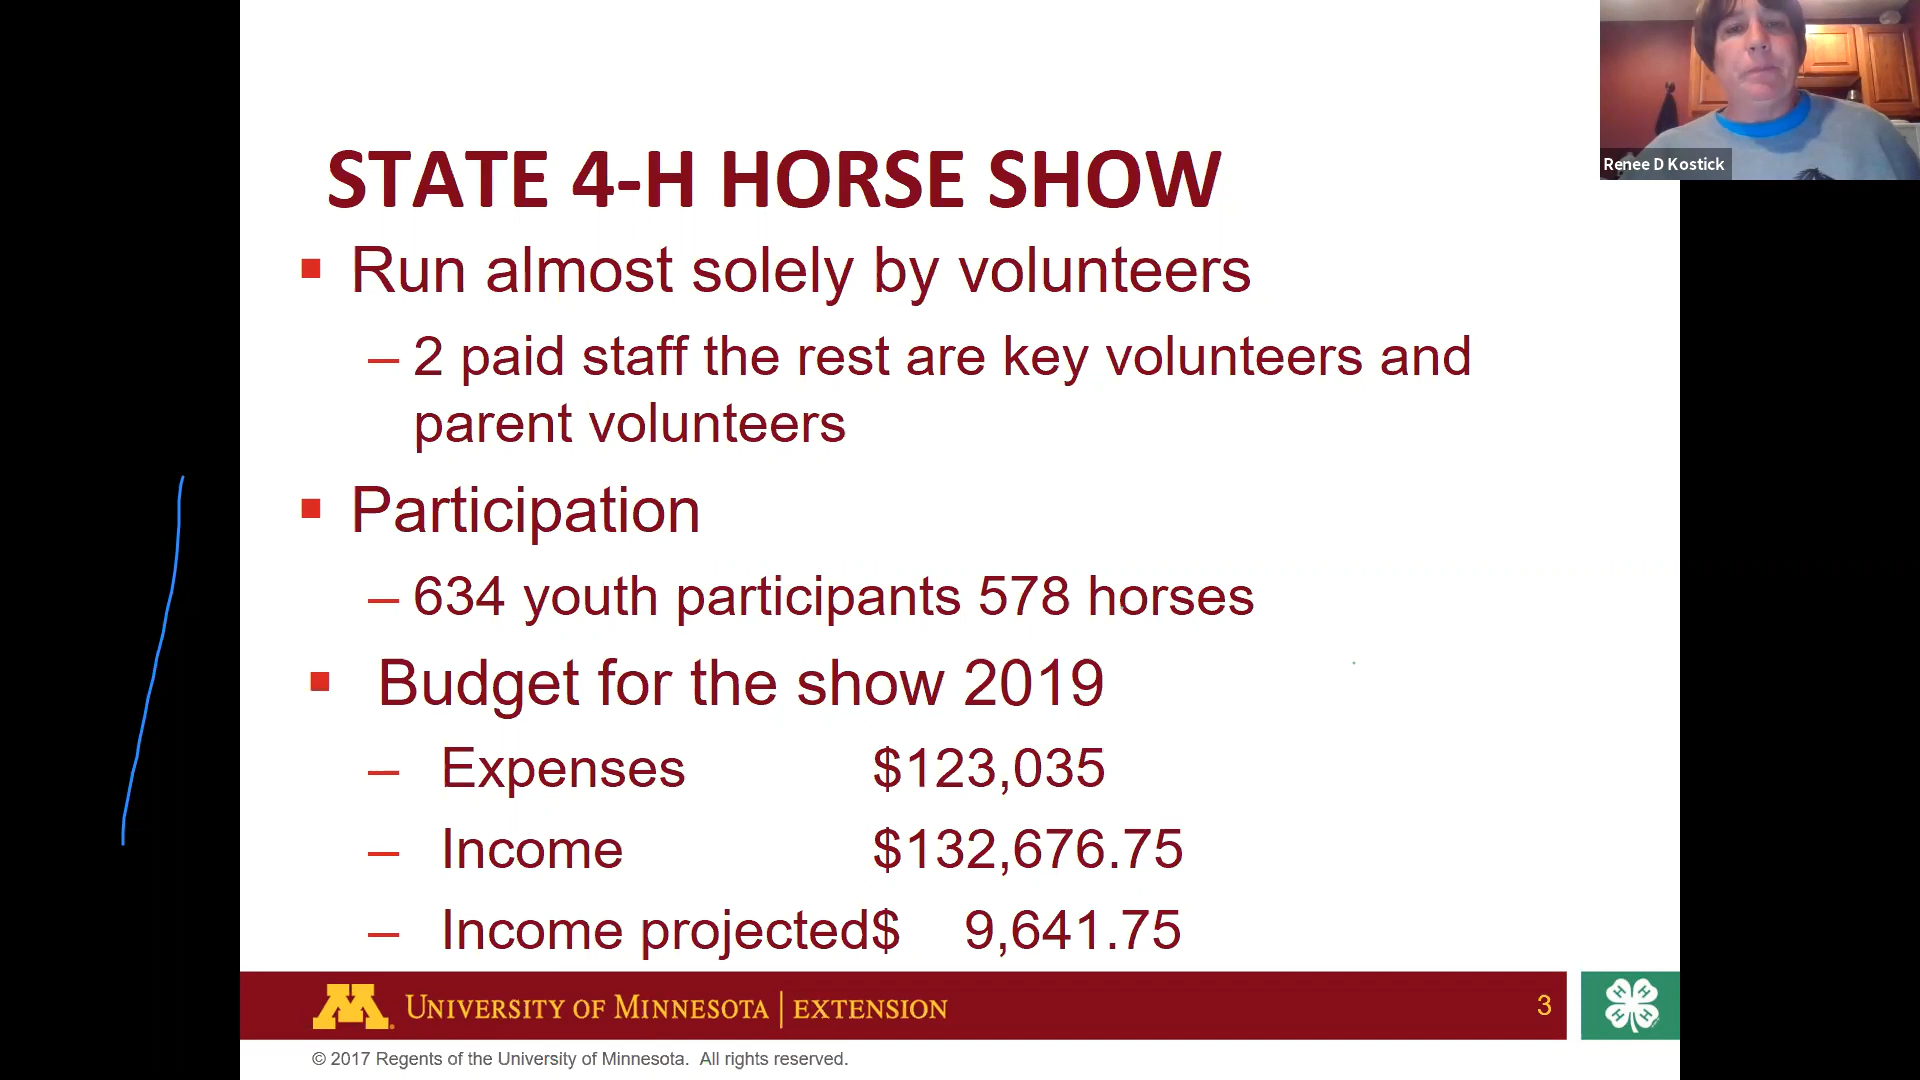 Renee D Kostick
STATE 4-H HORSE SHOW
Run almost solely by volunteers
– 2 paid staff the rest are key volunteers and
parent volunteers
Participation
– 634 youth participants 578 horses
Budget for the show 2019
– Expenses $123,035
– Income $132,676.75
– Income projected$ 9,641.75
M UNIVERSITY OF MINNESOTA | EXTENSION
3
H H H H
© 2017 Regents of the University of Minnesota. All rights reserved.